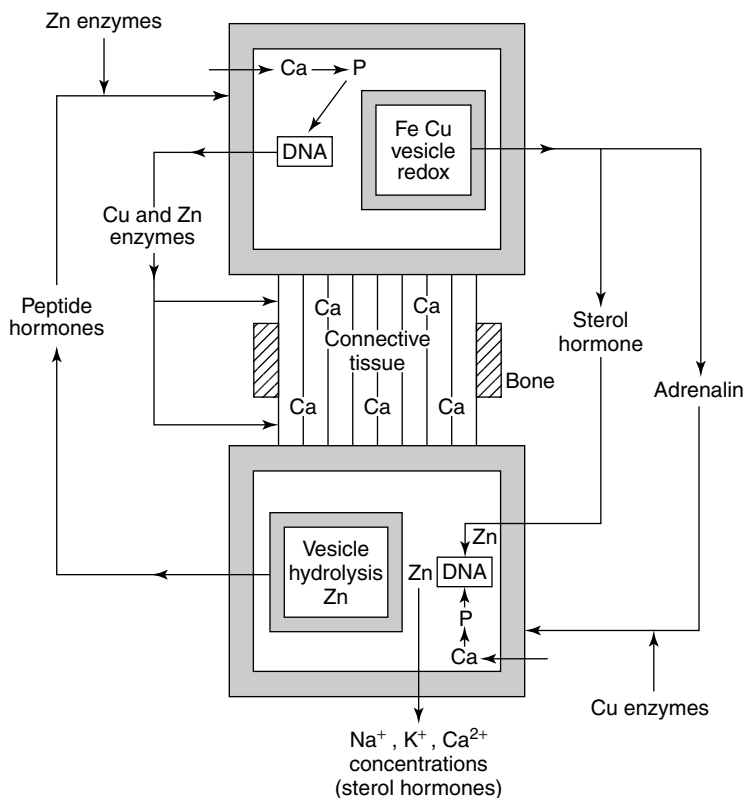 Zn enzymes
Ca
P
DNA
Fe Cu
vesicle
redox
Cu and Zn
enzymes
Peptide
hormones
Ca
Ca
Connective
tissue
Sterol
hormone
Bone
Adrenalin
Ca
Ca
Ca
Vesicle
hydrolysis
Zn
Zn
Zn
DNA
P
Ca
Cu enzymes
Na⁺ , K⁺ , Ca²⁺
concentrations
(sterol hormones)